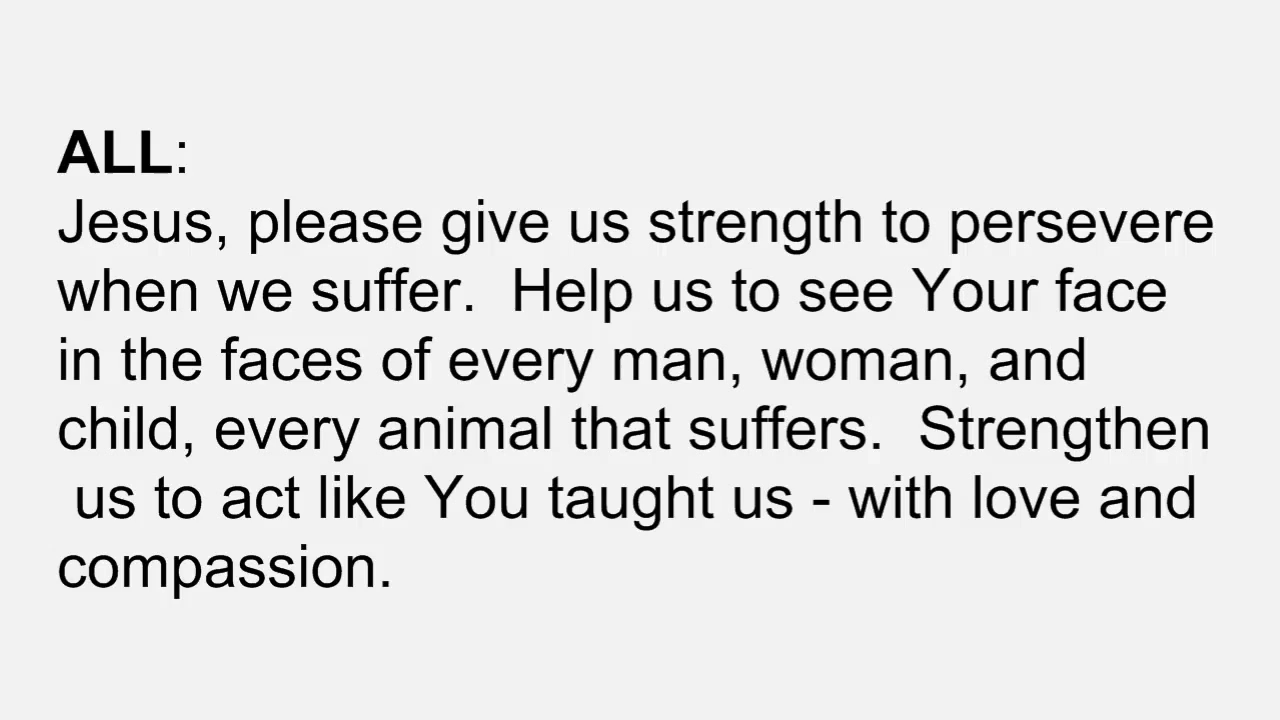 ALL:
Jesus, please give us strength to persevere
when we suffer.  Help us to see Your face
in the faces of every man, woman, and
child, every animal that suffers.  Strengthen
us to act like You taught us - with love and
compassion.